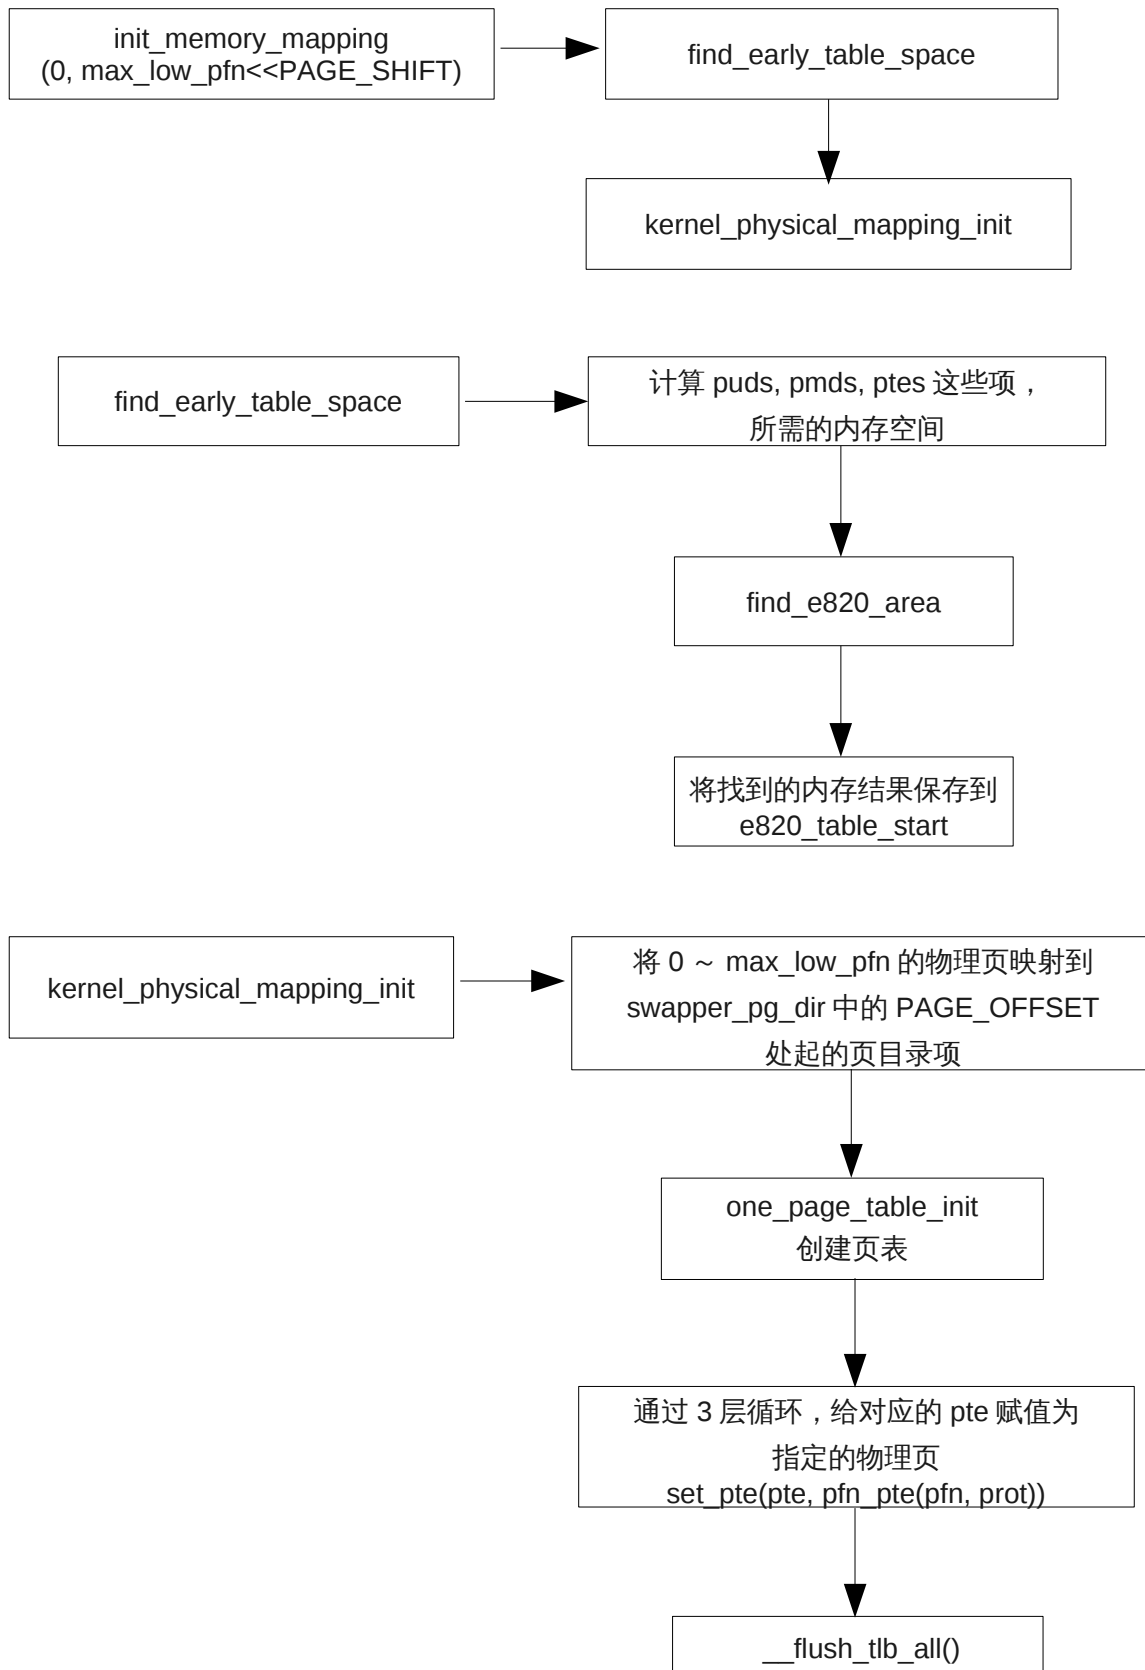 init_memory_mapping
(0, max_low_pfn<<PAGE_SHIFT)
find_early_table_space
kernel_physical_mapping_init
find_early_table_space
计算 puds, pmds, ptes 这些项，
所需的内存空间
find_e820_area
将找到的内存结果保存到
e820_table_start
kernel_physical_mapping_init
将 0 ～ max_low_pfn 的物理页映射到
swapper_pg_dir 中的 PAGE_OFFSET
处起的页目录项
one_page_table_init
创建页表
通过 3 层循环，给对应的 pte 赋值为
指定的物理页
set_pte(pte, pfn_pte(pfn, prot))
__flush_tlb_all()